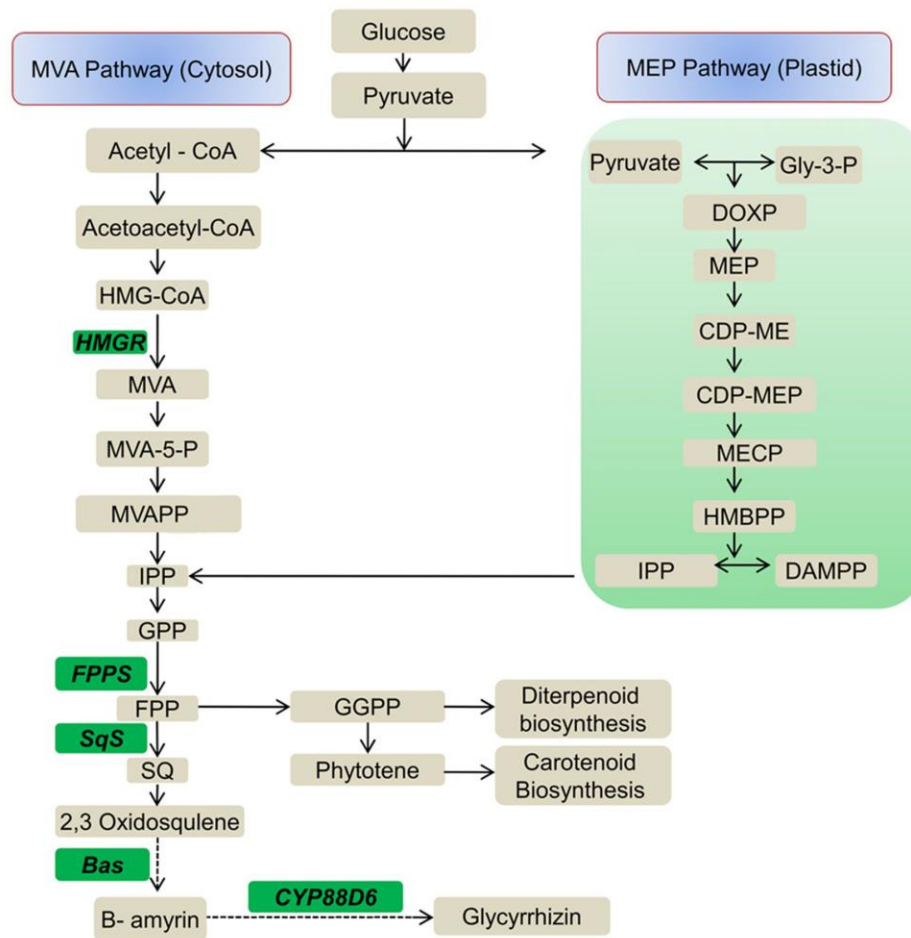 Glucose
MVA Pathway (Cytosol)
MEP Pathway (Plastid)
Pyruvate
Acetyl - CoA
Pyruvate
Gly-3-P
Acetoacetyl-CoA
DOXP
MEP
HMG-CoA
HMGR
CDP-ME
MVA
CDP-MEP
MVA-5-P
MECP
MVAPP
HMBPP
IPP
IPP
DAMPP
GPP
FPPS
FPP
GGPP
Diterpenoid
biosynthesis
SqS
SQ
Phytotene
Carotenoid
Biosynthesis
2,3 Oxidosqulene
Bas
CYP88D6
B- amyrin
Glycyrrhizin